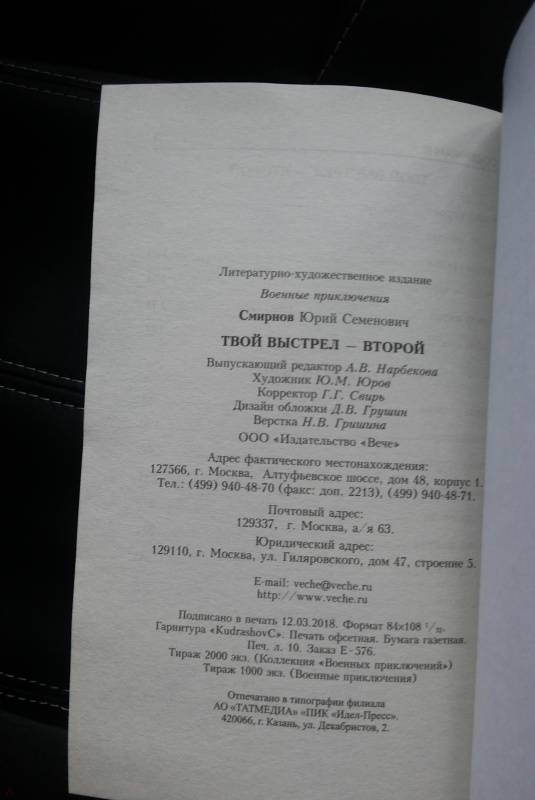 Литературно-художественное издание
Военные приключения
Смирнов Юрий Семенович
ТВОЙ ВЫСТРЕЛ — ВТОРОЙ
Выпускающий редактор А.В. Нарбекова
Художник Ю.М. Юров
Корректор Г.Г. Свирь
Дизайн обложки Д.В. Грушин
Верстка Н.В. Гришина
ООО «Издательство «Вече»
Адрес фактического местонахождения:
127566, г. Москва, Алтуфьевское шоссе, дом 48, корпус 1.
Тел.: (499) 940-48-70 (факс: доп. 2213), (499) 940-48-71.
Почтовый адрес:
129337, г. Москва, а/я 63.
Юридический адрес:
129110, г. Москва, ул. Гиляровского, дом 47, строение 5.
E-mail: veche@veche.ru
http://www.veche.ru
Подписано в печать 12.03.2018. Формат 84×108 1/32.
Гарнитура «KudrashovC». Печать офсетная. Бумага газетная.
Печ. л. 10. Заказ Е-576.
Тираж 2000 экз. (Коллекция «Военных приключений»)
Тираж 1000 экз. (Военные приключения)
Отпечатано в типографии филиала
АО «ТАТМЕДИА» «ПИК «Идел-Пресс».
420066, г. Казань, ул. Декабристов, 2.